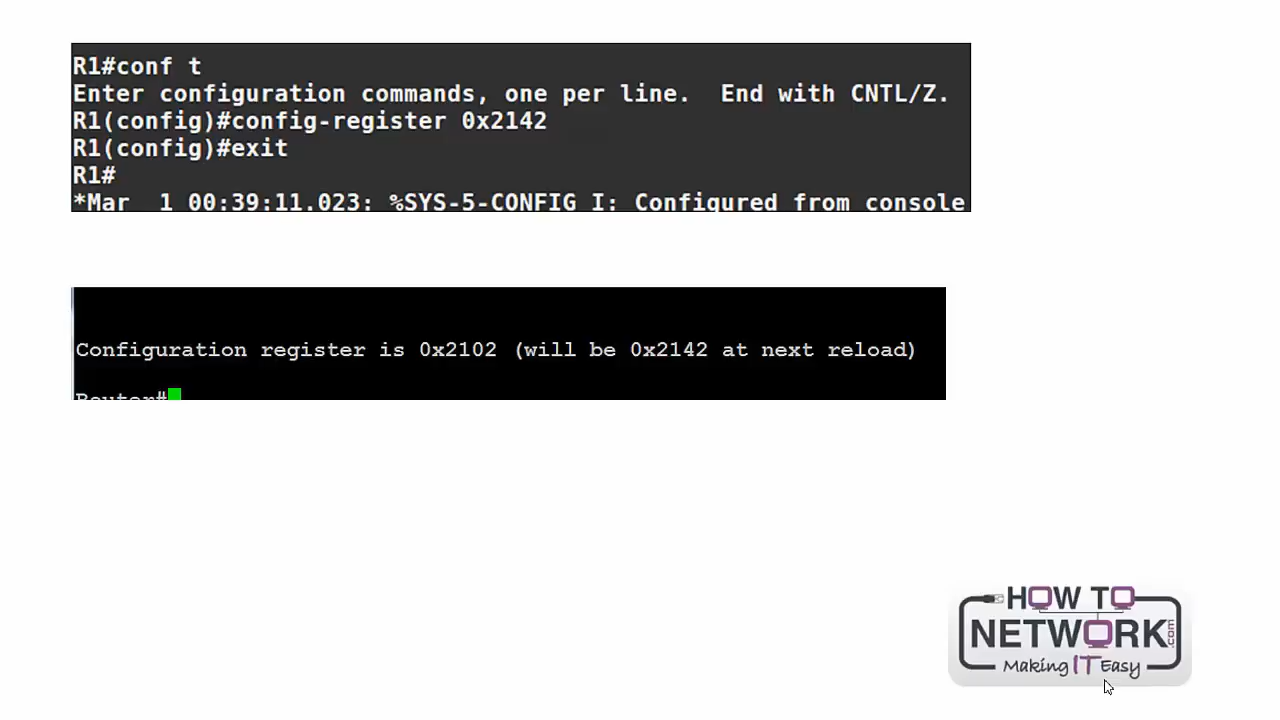 R1#conf t
Enter configuration commands, one per line.  End with CNTL/Z.
R1(config)#config-register 0x2142
R1(config)#exit
R1#
*Mar  1 00:39:11.023: %SYS-5-CONFIG_I: Configured from console
Configuration register is 0x2102 (will be 0x2142 at next reload)
Router#
HOW TO
NETWORK.com
Making IT Easy